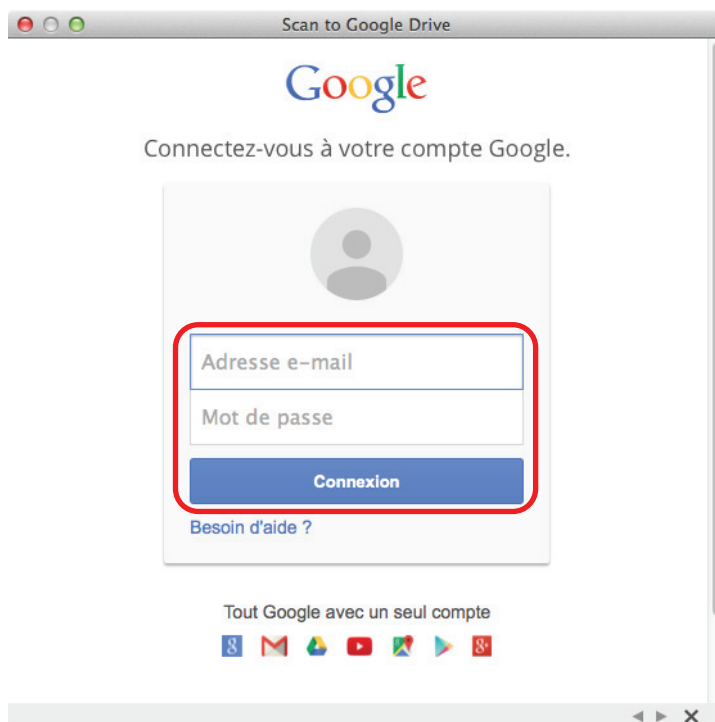 Scan to Google Drive
Google
Connectez-vous à votre compte Google.
Adresse e-mail
Mot de passe
Connexion
Besoin d'aide ?
Tout Google avec un seul compte